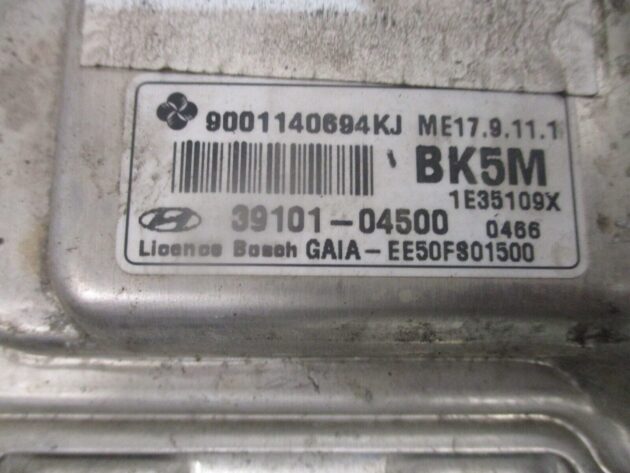 9001140694KJ ME17.9.11.1
BK5M
1E35109X
39101-04500 0466
Licence Bosch GAIA-EE50FS01500